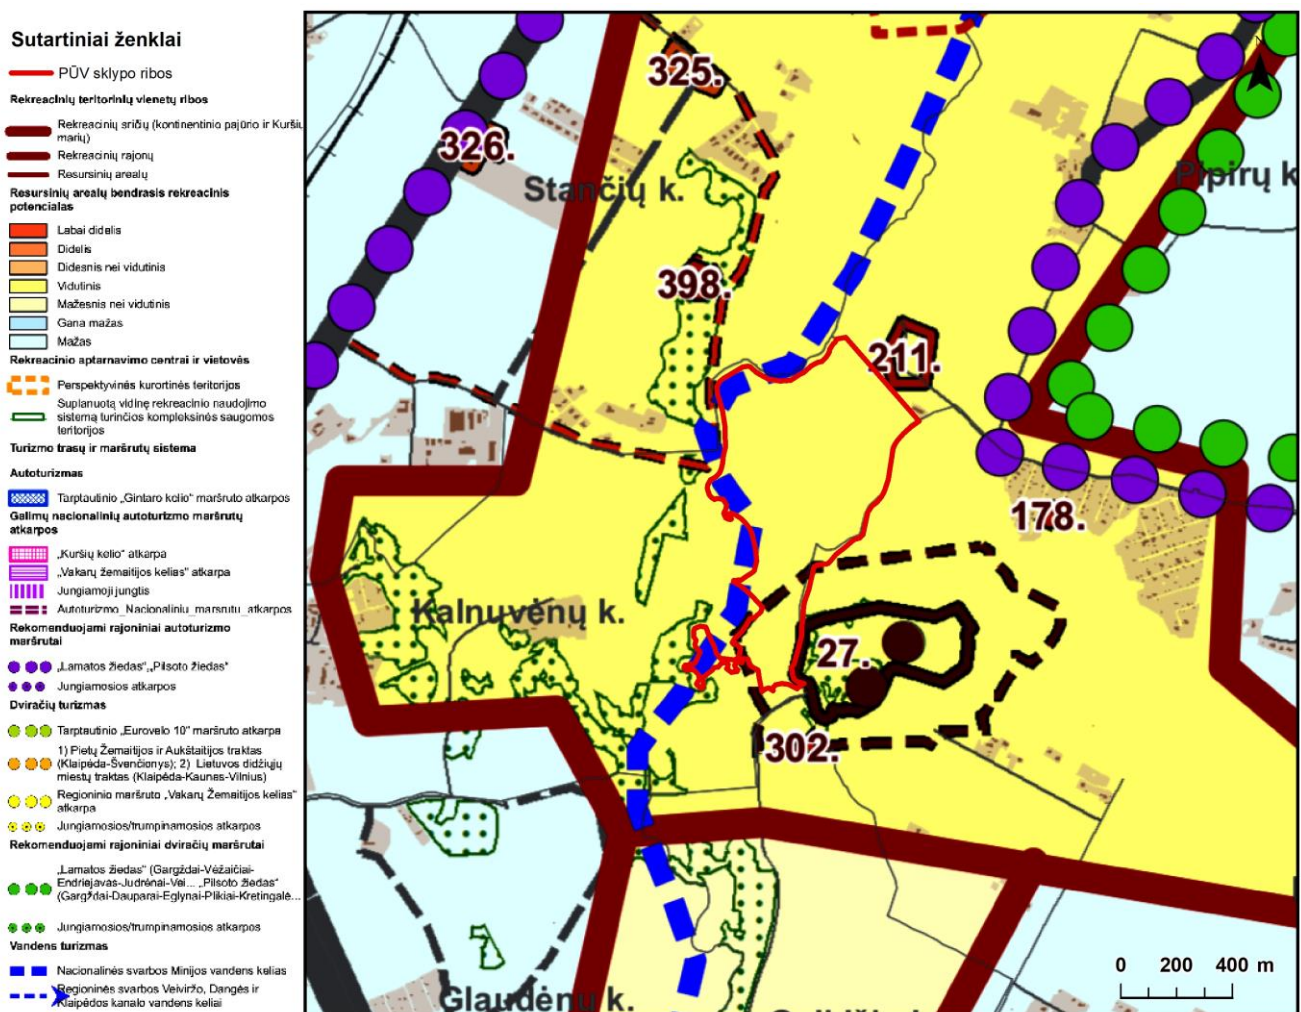 Sutartiniai ženklai
PŪV sklypo ribos
Rekreacinių teritorinių vienetų ribos
Rekreacinių sričių (kontinentinio pajūrio ir Kuršių
marių)
Rekreacinių rajonų
Resursinių arealų
Resursinių arealų bendrasis rekreacinis
potencialas
Labai didelis
Didelis
Didesnis nei vidutinis
Vidutinis
Mažesnis nei vidutinis
Gana mažas
Mažas
Rekreacinio aptarnavimo centrai ir vietovės
Perspektyvinės kurortinės teritorijos
Suplanuotą vidinę rekreacinio naudojimo
sistemą turinčios kompleksinės saugomos
teritorijos
Turizmo trasų ir maršrutų sistema
Autoturizmas
Tarptautinio „Gintaro kelio“ maršruto atkarpos
Galimų nacionalinių autoturizmo maršrutų
atkarpos
„Kuršių kelio“ atkarpa
„Vakarų žemaitijos kelias“ atkarpa
Jungiamoji jungtis
Autoturizmo_Nacionaliniu_marsrutu_atkarpos
Rekomenduojami rajoniniai autoturizmo
maršrutai
„Lamatos žiedas“,„Pilsoto žiedas“
Jungiamosios atkarpos
Dviračių turizmas
Tarptautinio „Eurovelo 10“ maršruto atkarpa
1) Pietų Žemaitijos ir Aukštaitijos traktas
(Klaipėda-Švenčionys); 2) Lietuvos didžiųjų
miestų traktas (Klaipėda-Kaunas-Vilnius)
Regioninio maršruto „Vakarų Žemaitijos kelias“
atkarpa
Jungiamosios/trumpinamosios atkarpos
Rekomenduojami rajoniniai dviračių maršrutai
„Lamatos žiedas“ (Gargždai-Vėžaičiai-
Endriejavas-Judrėnai-Vei... „Pilsoto žiedas“
(Gargždai-Dauparai-Eglynai-Plikiai-Kretingalė...
Jungiamosios/trumpinamosios atkarpos
Vandens turizmas
Nacionalinės svarbos Minijos vandens kelias
Regioninės svarbos Veiviržo, Dangės ir
Klaipėdos kanalo vandens keliai
N
325.
326.
Stančių k.
Pipirų k
398.
211.
178.
Kalnuvėnų k.
27.
302.
Glaudėnų k.
0 200 400 m